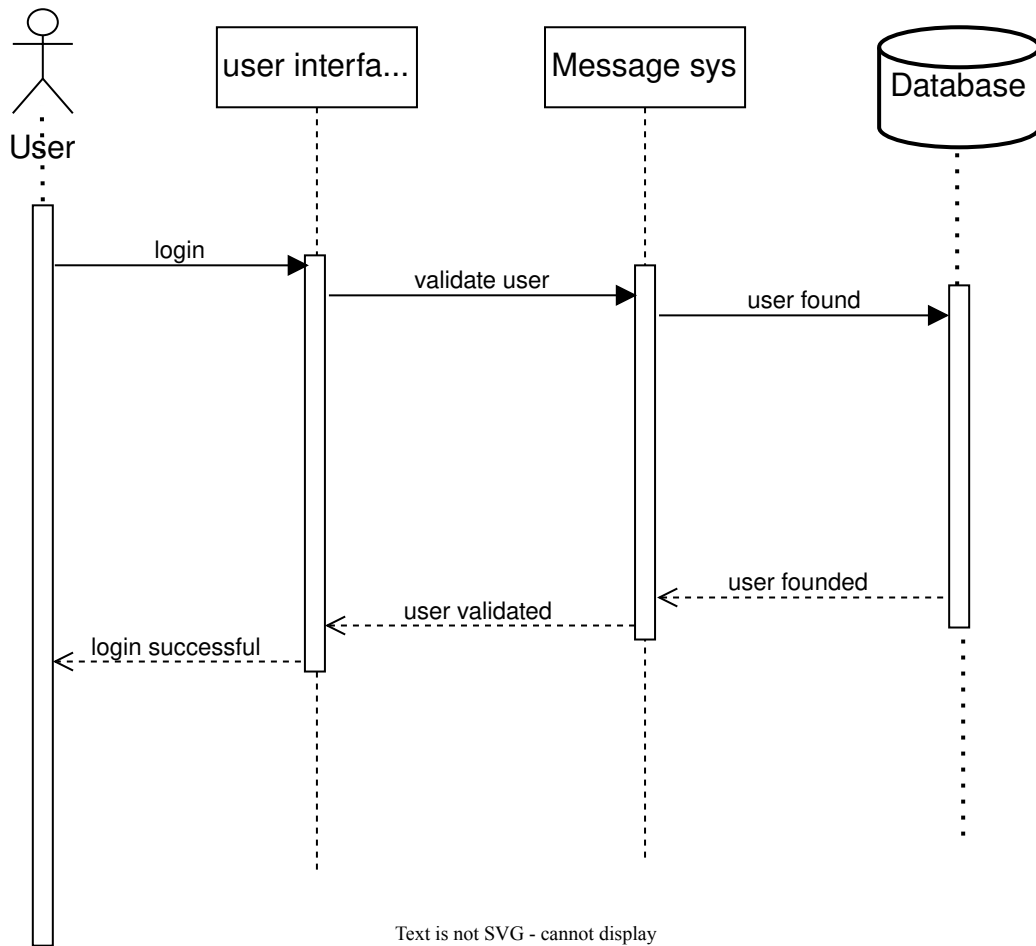 user interfa...
Message sys
Database
User
login
validate user
user found
user founded
user validated
login successful
Text is not SVG - cannot display